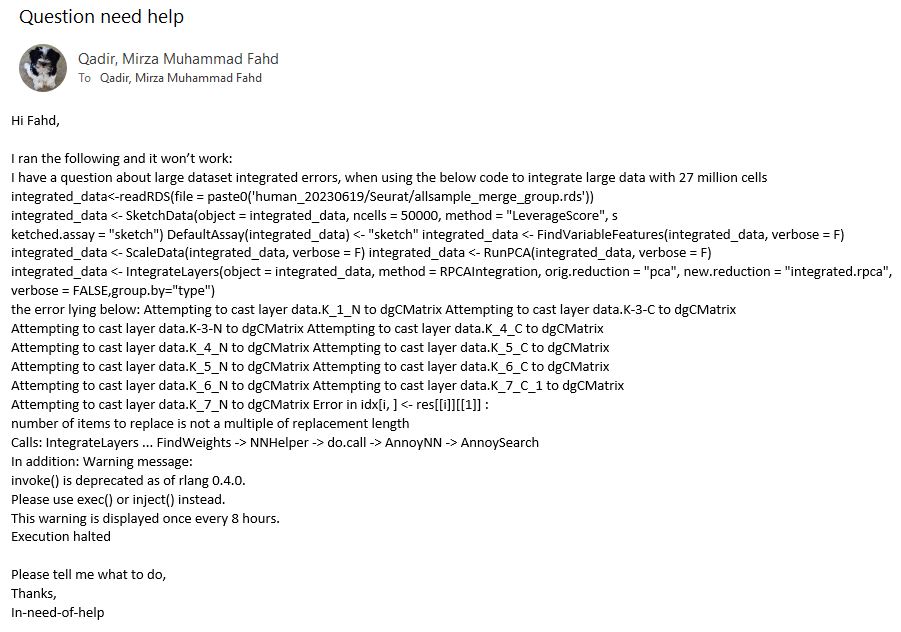 Question need help
Qadir, Mirza Muhammad Fahd
To Qadir, Mirza Muhammad Fahd
Hi Fahd,
I ran the following and it won’t work:
I have a question about large dataset integrated errors, when using the below code to integrate large data with 27 million cells
integrated_data<-readRDS(file = paste0('human_20230619/Seurat/allsample_merge_group.rds'))
integrated_data <- SketchData(object = integrated_data, ncells = 50000, method = "LeverageScore", s
ketched.assay = "sketch") DefaultAssay(integrated_data) <- "sketch" integrated_data <- FindVariableFeatures(integrated_data, verbose = F)
integrated_data <- ScaleData(integrated_data, verbose = F) integrated_data <- RunPCA(integrated_data, verbose = F)
integrated_data <- IntegrateLayers(object = integrated_data, method = RPCAIntegration, orig.reduction = "pca", new.reduction = "integrated.rpca",
verbose = FALSE,group.by="type")
the error lying below: Attempting to cast layer data.K_1_N to dgCMatrix Attempting to cast layer data.K-3-C to dgCMatrix
Attempting to cast layer data.K-3-N to dgCMatrix Attempting to cast layer data.K_4_C to dgCMatrix
Attempting to cast layer data.K_4_N to dgCMatrix Attempting to cast layer data.K_5_C to dgCMatrix
Attempting to cast layer data.K_5_N to dgCMatrix Attempting to cast layer data.K_6_C to dgCMatrix
Attempting to cast layer data.K_6_N to dgCMatrix Attempting to cast layer data.K_7_C_1 to dgCMatrix
Attempting to cast layer data.K_7_N to dgCMatrix Error in idx[i, ] <- res[[i]][[1]] :
number of items to replace is not a multiple of replacement length
Calls: IntegrateLayers ... FindWeights -> NNHelper -> do.call -> AnnoyNN -> AnnoySearch
In addition: Warning message:
invoke() is deprecated as of rlang 0.4.0.
Please use exec() or inject() instead.
This warning is displayed once every 8 hours.
Execution halted
Please tell me what to do,
Thanks,
In-need-of-help